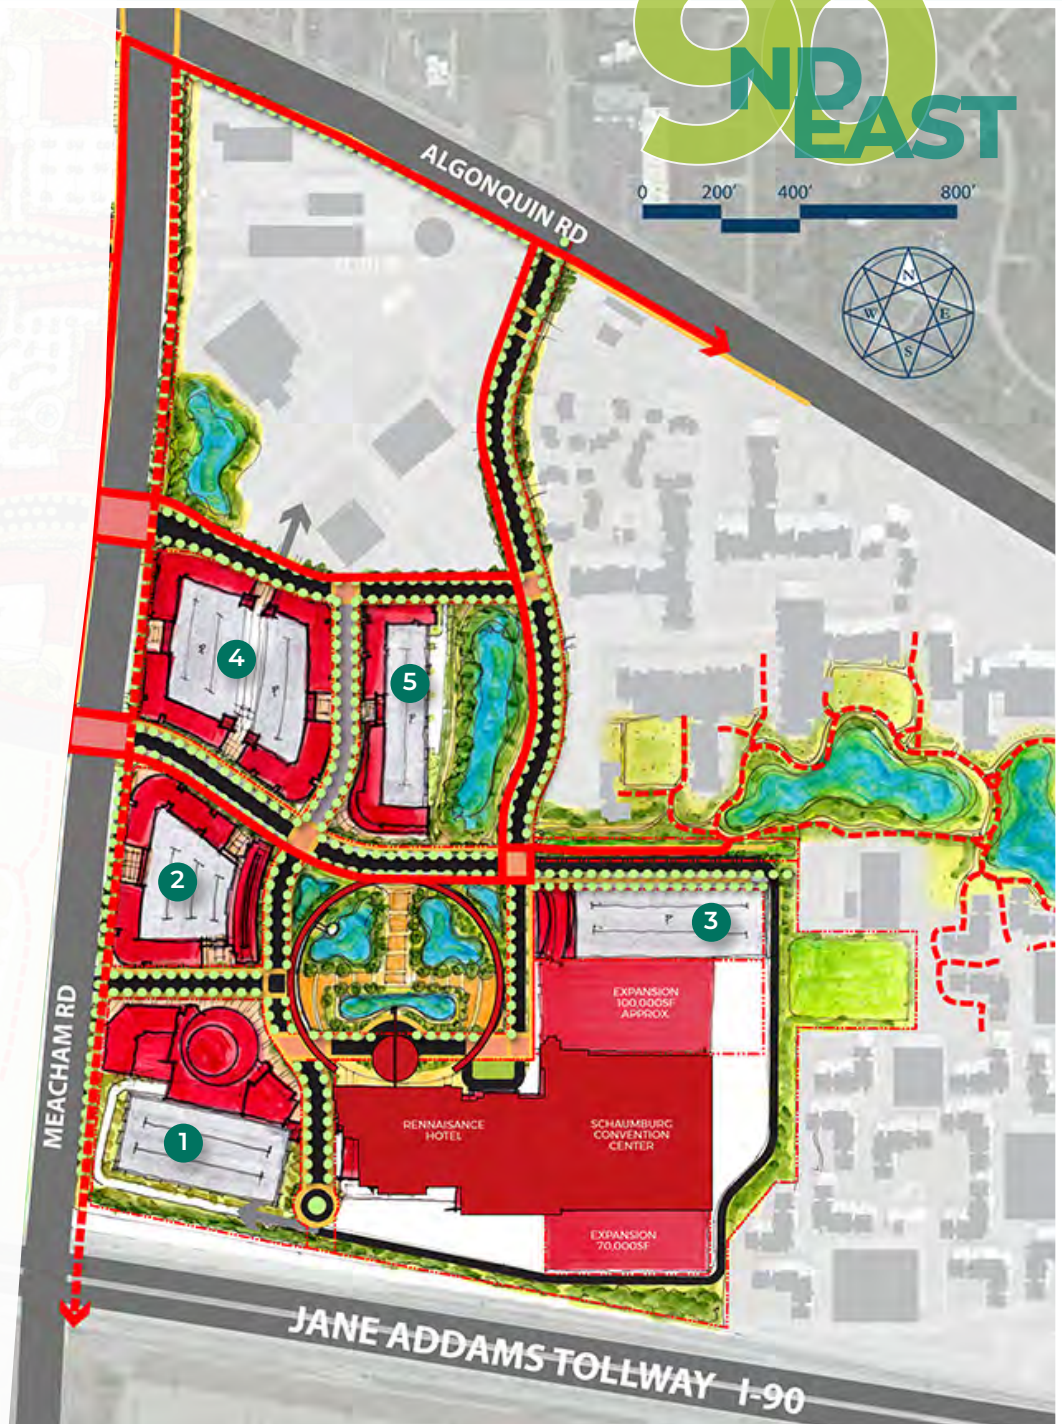 90
ND
EAST
0 200' 400' 800'
ALGONQUIN RD
N
W E
S
4
5
2
3
EXPANSION
100,000SF
APPROX.
MEACHAM RD
1
RENNAISANCE
HOTEL
SCHAUMBURG
CONVENTION
CENTER
EXPANSION
70,000SF
JANE ADDAMS TOLLWAY I-90
P
P
P
P